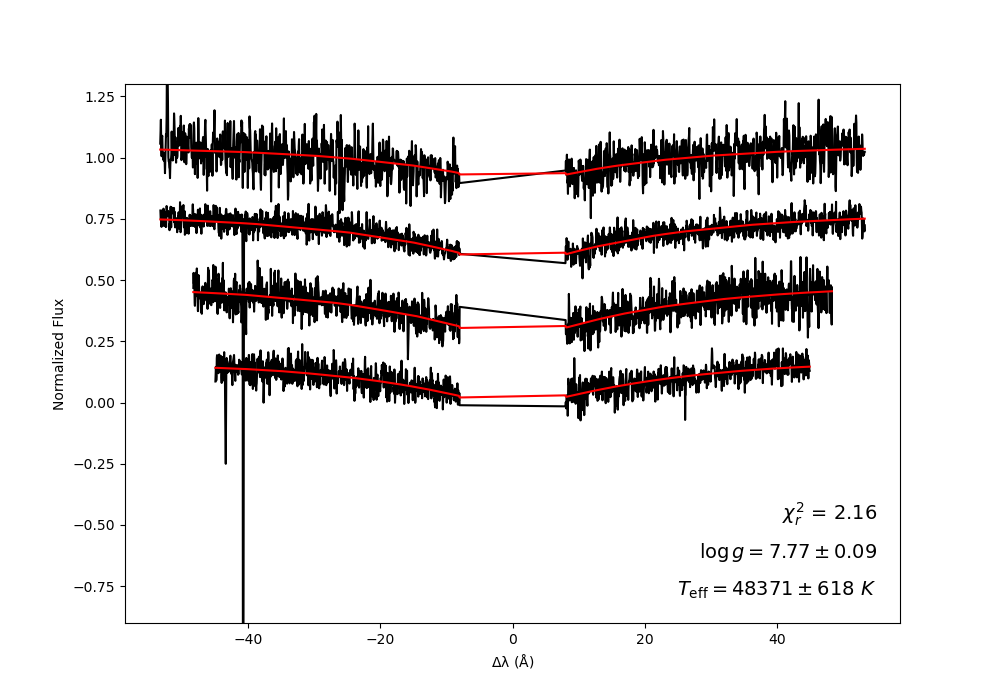 1.25
1.00
0.75
0.50
0.25
0.00
−0.25
−0.50
−0.75
Normalized Flux
χ²ᵣ = 2.16
log g = 7.77 ± 0.09
T_eff = 48371 ± 618 K
−40 −20 0 20 40
Δλ (Å)